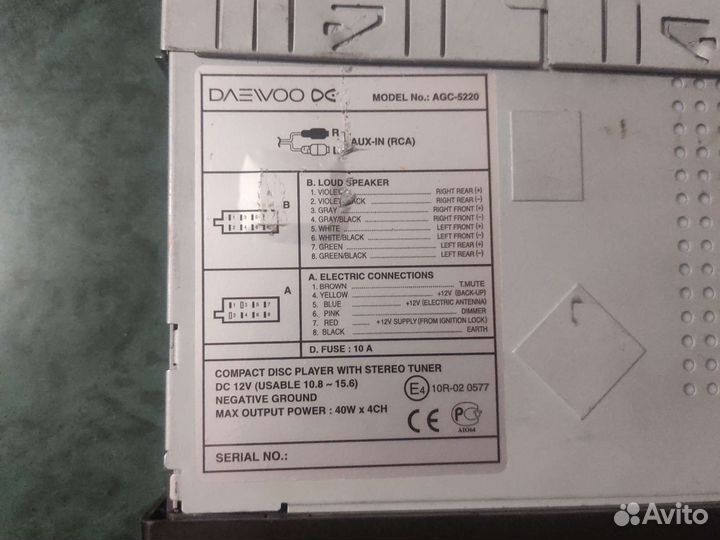 DAEWOO DE MODEL No.: AGC-5220
R
L AUX-IN (RCA)
B. LOUD SPEAKER
1. VIOLET RIGHT REAR (+)
2. VIOLET/BLACK RIGHT REAR (-)
3. GRAY RIGHT FRONT (+)
4. GRAY/BLACK RIGHT FRONT (-)
5. WHITE LEFT FRONT (+)
6. WHITE/BLACK LEFT FRONT (-)
7. GREEN LEFT REAR (+)
8. GREEN/BLACK LEFT REAR (-)
B
A. ELECTRIC CONNECTIONS
1. BROWN T.MUTE
4. YELLOW +12V (BACK-UP)
5. BLUE +12V (ELECTRIC ANTENNA)
6. PINK DIMMER
7. RED +12V SUPPLY (FROM IGNITION LOCK)
8. BLACK EARTH
A
D. FUSE : 10 A
COMPACT DISC PLAYER WITH STEREO TUNER
DC 12V (USABLE 10.8 ~ 15.6)
NEGATIVE GROUND
MAX OUTPUT POWER : 40W x 4CH
E4 10R-02 0577
CE
АЮ64
SERIAL NO.:
Avito